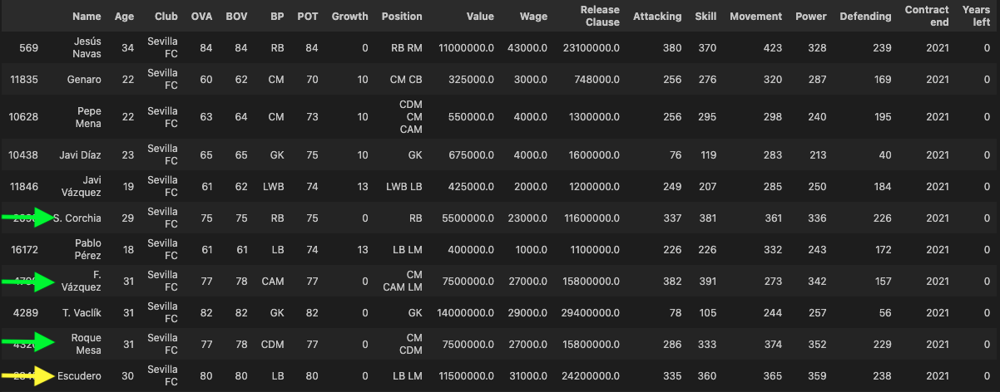 Name Age Club OVA BOV BP POT Growth Position Value Wage Release Clause Attacking Skill Movement Power Defending Contract end Years left
569 Jesús Navas 34 Sevilla FC 84 84 RB 84 0 RB RM 11000000.0 43000.0 23100000.0 380 370 423 328 239 2021 0
11835 Genaro 22 Sevilla FC 60 62 CM 70 10 CM CB 325000.0 3000.0 748000.0 256 276 320 287 169 2021 0
10628 Pepe Mena 22 Sevilla FC 63 64 CM 73 10 CDM CM CAM 550000.0 4000.0 1300000.0 256 295 298 240 195 2021 0
10438 Javi Díaz 23 Sevilla FC 65 65 GK 75 10 GK 675000.0 4000.0 1600000.0 76 119 283 213 40 2021 0
11846 Javi Vázquez 19 Sevilla FC 61 62 LWB 74 13 LWB LB 425000.0 2000.0 1200000.0 249 207 285 250 184 2021 0
S. Corchia 29 Sevilla FC 75 75 RB 75 0 RB 5500000.0 23000.0 11600000.0 337 381 361 336 226 2021 0
16172 Pablo Pérez 18 Sevilla FC 61 61 LB 74 13 LB LM 400000.0 1000.0 1100000.0 226 226 332 243 172 2021 0
F. Vázquez 31 Sevilla FC 77 78 CAM 77 0 CM CAM LM 7500000.0 27000.0 15800000.0 382 391 273 342 157 2021 0
4289 T. Vaclík 31 Sevilla FC 82 82 GK 82 0 GK 14000000.0 29000.0 29400000.0 78 105 244 257 56 2021 0
Roque Mesa 31 Sevilla FC 77 78 CDM 77 0 CM CDM 7500000.0 27000.0 15800000.0 286 333 374 352 229 2021 0
Escudero 30 Sevilla FC 80 80 LB 80 0 LB LM 11500000.0 31000.0 24200000.0 335 360 365 359 238 2021 0